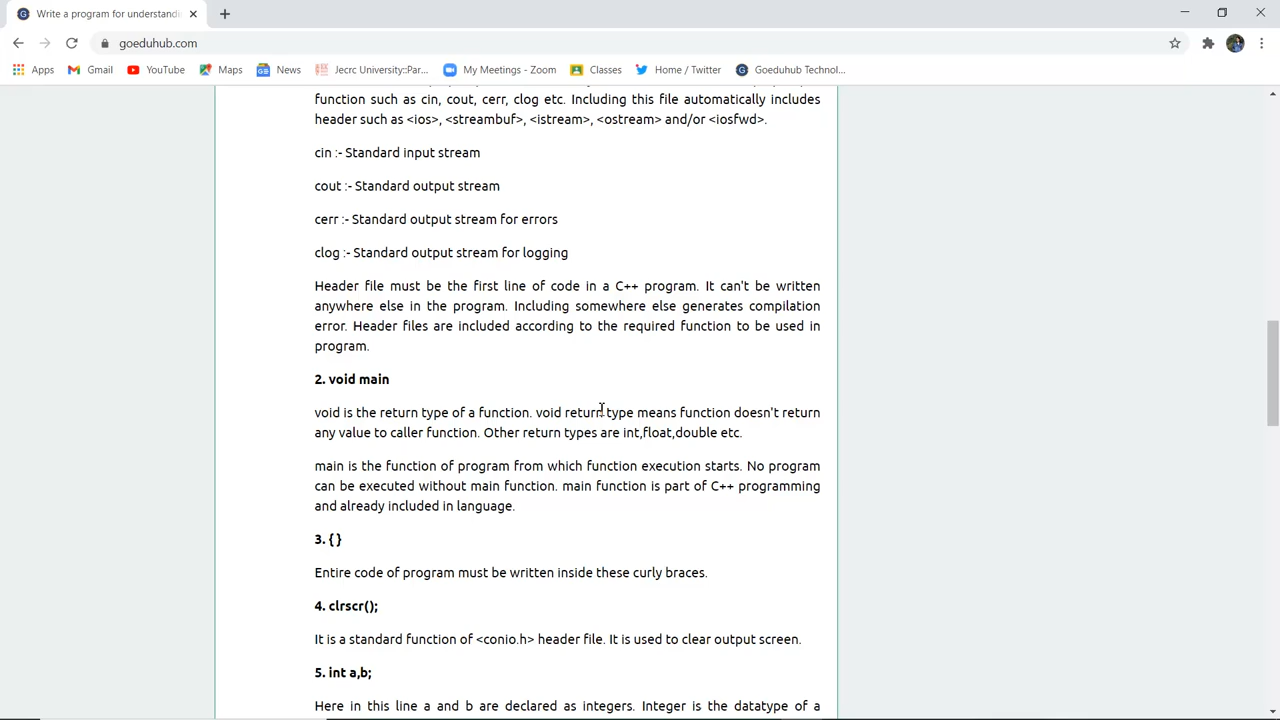 Write a program for understandi
goeduhub.com
Apps
Gmail
YouTube
Maps
News
Jecrc University::Par...
My Meetings - Zoom
Classes
Home / Twitter
Goeduhub Technol...
function such as cin, cout, cerr, clog etc. Including this file automatically includes
header such as <ios>, <streambuf>, <istream>, <ostream> and/or <iosfwd>.
cin :- Standard input stream
cout :- Standard output stream
cerr :- Standard output stream for errors
clog :- Standard output stream for logging
Header file must be the first line of code in a C++ program. It can't be written
anywhere else in the program. Including somewhere else generates compilation
error. Header files are included according to the required function to be used in
program.
2. void main
void is the return type of a function. void return type means function doesn't return
any value to caller function. Other return types are int,float,double etc.
main is the function of program from which function execution starts. No program
can be executed without main function. main function is part of C++ programming
and already included in language.
3. { }
Entire code of program must be written inside these curly braces.
4. clrscr();
It is a standard function of <conio.h> header file. It is used to clear output screen.
5. int a,b;
Here in this line a and b are declared as integers. Integer is the datatype of a